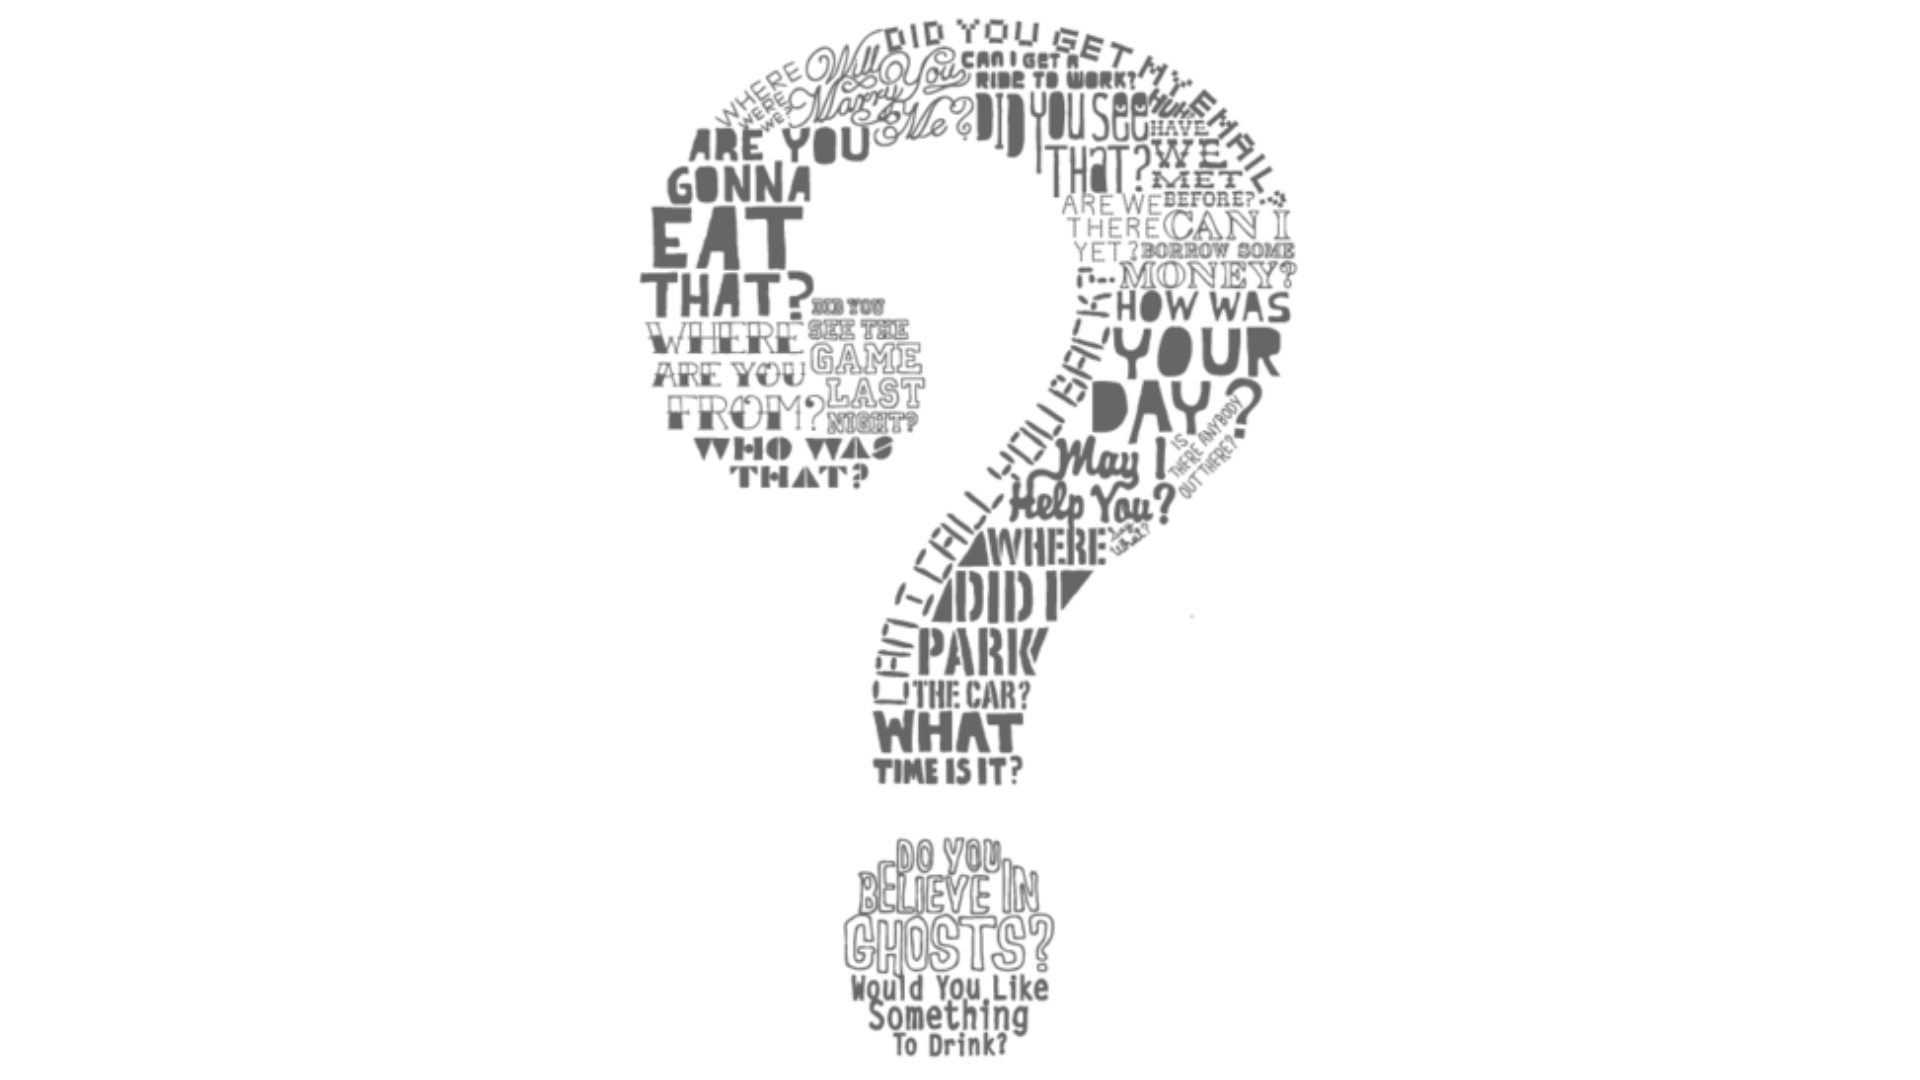 DID YOU GET MY EMAIL?
WHERE
WERE
WE?
Will
You
Marry
Me?
CAN I GET A
RIDE TO WORK?
HUH?
DID YOU SEE
THAT?
HAVE
WE
MET
BEFORE?
ARE YOU
GONNA
EAT
THAT?
ARE WE
THERE
YET?
CAN I
BORROW SOME
MONEY?
DID YOU
SEE THE
GAME
LAST
NIGHT?
WHERE
ARE YOU
FROM?
WHO WAS
THAT?
HOW WAS
YOUR
DAY?
CAN I CALL YOU BACK?
IS
THERE ANYBODY
OUT THERE?
May I
Help You?
Say
What?
WHERE
DID I
PARK
THE CAR?
WHAT
TIME IS IT?
DO YOU
BELIEVE IN
GHOSTS?
Would You Like
Something
To Drink?